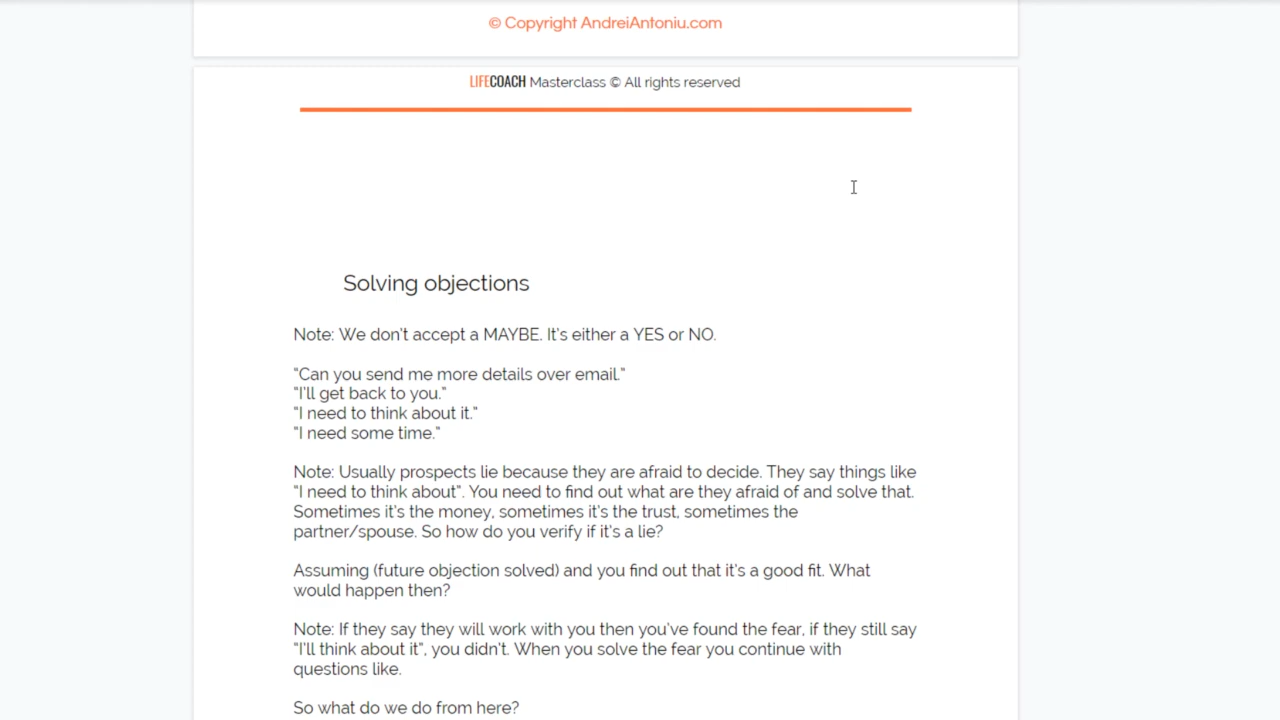 © Copyright AndreiAntoniu.com
LIFECOACH Masterclass © All rights reserved
Solving objections
Note: We don't accept a MAYBE. It's either a YES or NO.
"Can you send me more details over email."
"I'll get back to you."
"I need to think about it."
"I need some time."
Note: Usually prospects lie because they are afraid to decide. They say things like
"I need to think about". You need to find out what are they afraid of and solve that.
Sometimes it's the money, sometimes it's the trust, sometimes the
partner/spouse. So how do you verify if it's a lie?
Assuming (future objection solved) and you find out that it's a good fit. What
would happen then?
Note: If they say they will work with you then you've found the fear, if they still say
"I'll think about it", you didn't. When you solve the fear you continue with
questions like.
So what do we do from here?